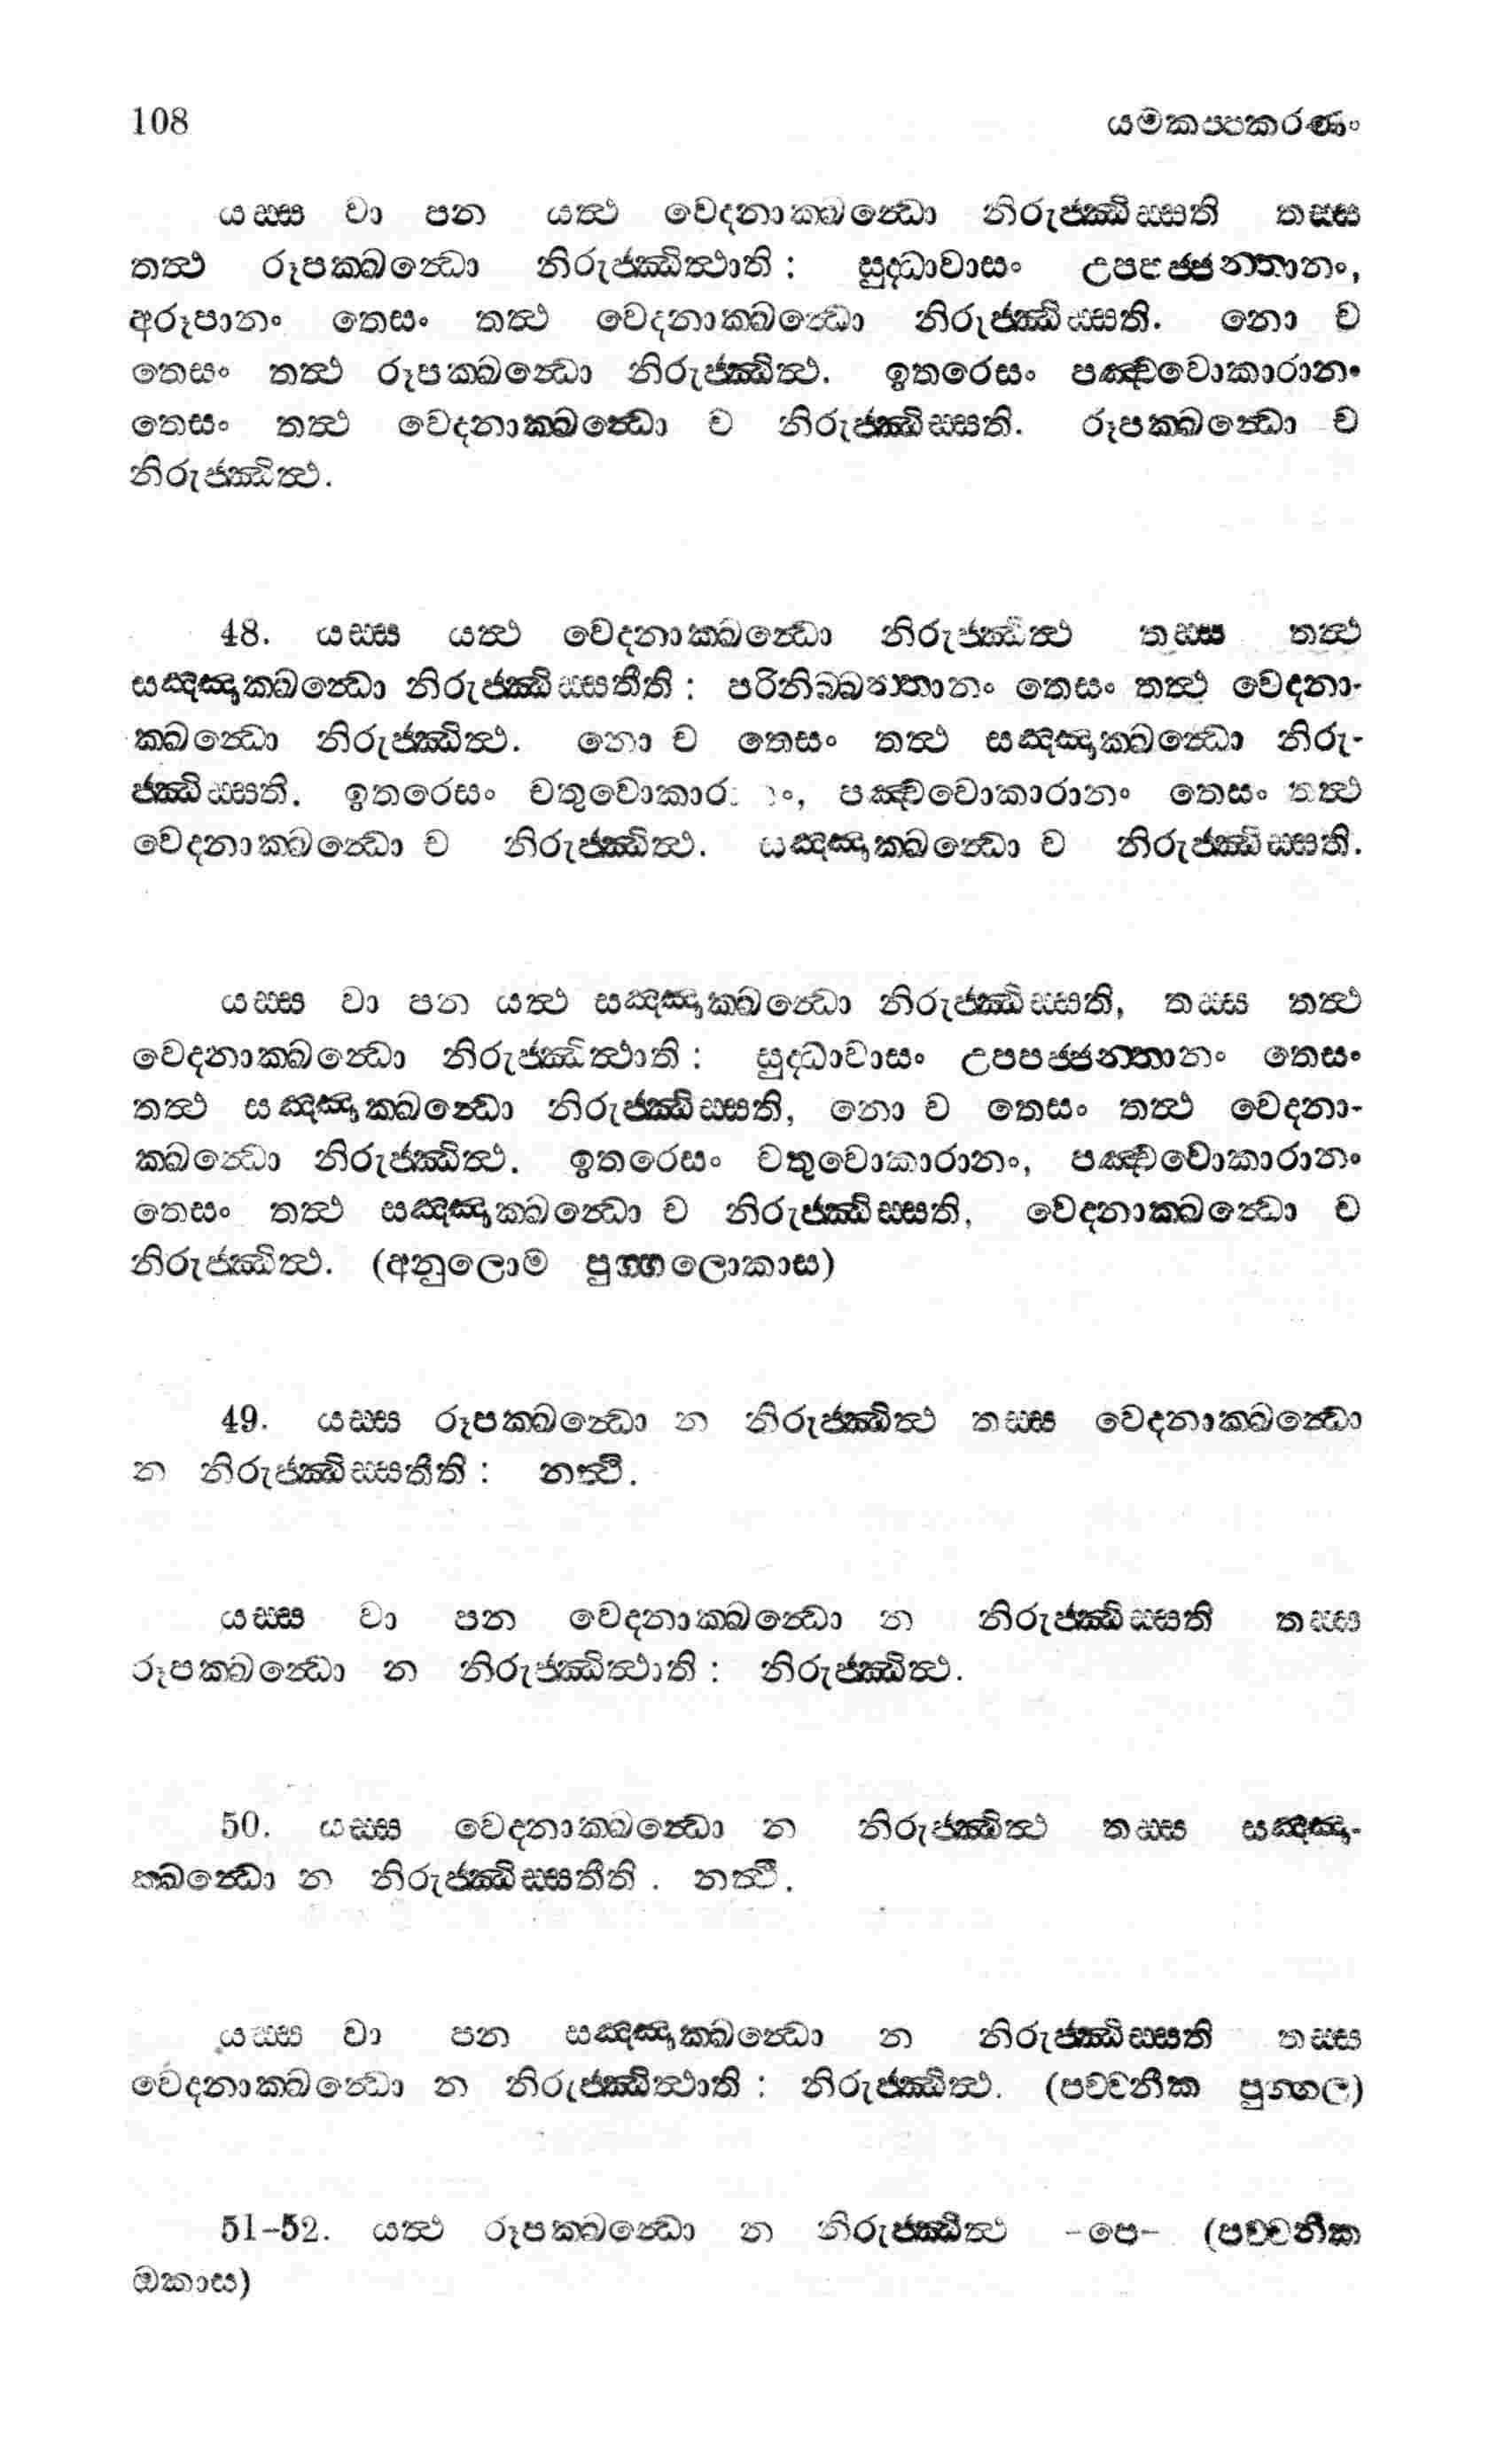 108 යමකප්පකරණං
යස්ස වා පන යත්ථ වෙදනාක්ඛන්ධො නිරුජ්ඣිස්සති තස්ස
තත්ථ රූපක්ඛන්ධො නිරුජ්ඣිත්ථාති : සුද්ධාවාසං උපපජ්ජන්තානං,
අරූපානං තෙසං තත්ථ වෙදනාක්ඛන්ධො නිරුජ්ඣිස්සති. නො ච
තෙසං තත්ථ රූපක්ඛන්ධො නිරුජ්ඣිත්ථ. ඉතරෙසං පඤ්චවොකාරානං
තෙසං තත්ථ වෙදනාක්ඛන්ධො ච නිරුජ්ඣිස්සති. රූපක්ඛන්ධො ච
නිරුජ්ඣිත්ථ.
48. යස්ස යත්ථ වෙදනාක්ඛන්ධො නිරුජ්ඣිත්ථ තස්ස තත්ථ
සඤ්ඤාක්ඛන්ධො නිරුජ්ඣිස්සතීති : පරිනිබ්බන්තානං තෙසං තත්ථ වෙදනා-
ක්ඛන්ධො නිරුජ්ඣිත්ථ. නො ච තෙසං තත්ථ සඤ්ඤාක්ඛන්ධො නිරු-
ජ්ඣිස්සති. ඉතරෙසං පඤ්චවොකාරානං තෙසං තත්ථ
වෙදනාක්ඛන්ධො ච නිරුජ්ඣිත්ථ. සඤ්ඤාක්ඛන්ධො ච නිරුජ්ඣිස්සති.
යස්ස වා පන යත්ථ සඤ්ඤාක්ඛන්ධො නිරුජ්ඣිස්සති, තස්ස තත්ථ
වෙදනාක්ඛන්ධො නිරුජ්ඣිත්ථාති : සුද්ධාවාසං උපපජ්ජන්තානං තෙසං
තත්ථ සඤ්ඤාක්ඛන්ධො නිරුජ්ඣිස්සති, නො ච තෙසං තත්ථ වෙදනා-
ක්ඛන්ධො නිරුජ්ඣිත්ථ. ඉතරෙසං චතුවොකාරානං, පඤ්චවොකාරානං
තෙසං තත්ථ සඤ්ඤාක්ඛන්ධො ච නිරුජ්ඣිස්සති, වෙදනාක්ඛන්ධො ච
නිරුජ්ඣිත්ථ. (අනුලොම පුග්ගලොකාස)
49. යස්ස රූපක්ඛන්ධො න නිරුජ්ඣිත්ථ තස්ස වෙදනාක්ඛන්ධො
න නිරුජ්ඣිස්සතීති : නත්ථි.
යස්ස වා පන වෙදනාක්ඛන්ධො න නිරුජ්ඣිස්සති තස්ස
රූපක්ඛන්ධො න නිරුජ්ඣිත්ථාති : නිරුජ්ඣිත්ථ.
50. යස්ස වෙදනාක්ඛන්ධො න නිරුජ්ඣිත්ථ තස්ස සඤ්ඤා-
ක්ඛන්ධො න නිරුජ්ඣිස්සතීති . නත්ථි.
යස්ස වා පන සඤ්ඤාක්ඛන්ධො න නිරුජ්ඣිස්සති තස්ස
වෙදනාක්ඛන්ධො න නිරුජ්ඣිත්ථාති : නිරුජ්ඣිත්ථ. (පච්චනීක පුග්ගල)
51-52. යත්ථ රූපක්ඛන්ධො න නිරුජ්ඣිත්ථ -පෙ- (පච්චනීක
ඔකාස)